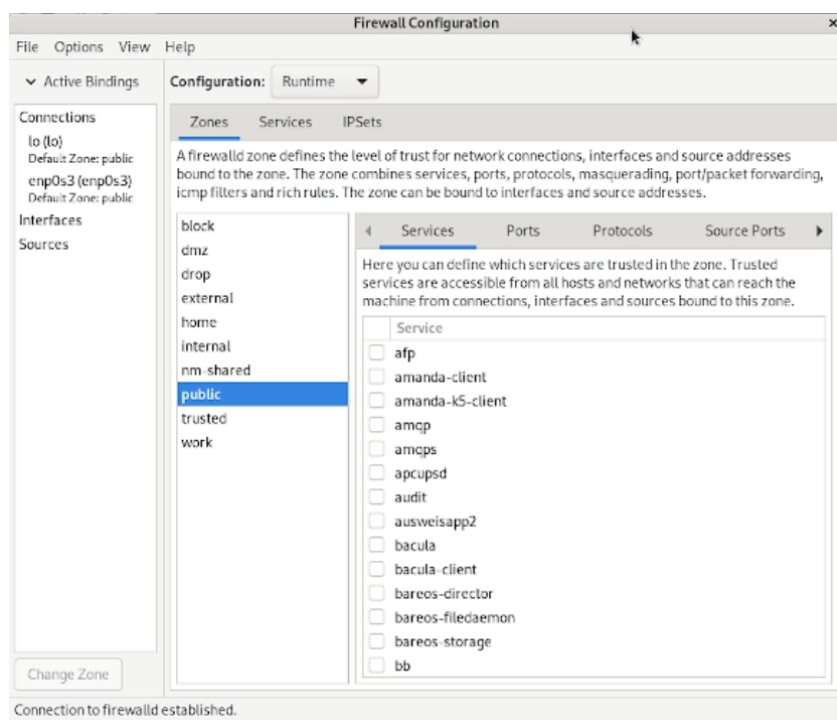 Firewall Configuration
File Options View Help
Active Bindings
Configuration: Runtime
Connections
lo (lo)
Default Zone: public
enp0s3 (enp0s3)
Default Zone: public
Interfaces
Sources
Change Zone
Zones Services IPSets
A firewalld zone defines the level of trust for network connections, interfaces and source addresses
bound to the zone. The zone combines services, ports, protocols, masquerading, port/packet forwarding,
icmp filters and rich rules. The zone can be bound to interfaces and source addresses.
block
dmz
drop
external
home
internal
nm-shared
public
trusted
work
Services Ports Protocols Source Ports
Here you can define which services are trusted in the zone. Trusted
services are accessible from all hosts and networks that can reach the
machine from connections, interfaces and sources bound to this zone.
Service
afp
amanda-client
amanda-k5-client
amqp
amqps
apcupsd
audit
ausweisapp2
bacula
bacula-client
bareos-director
bareos-filedaemon
bareos-storage
bb
Connection to firewalld established.